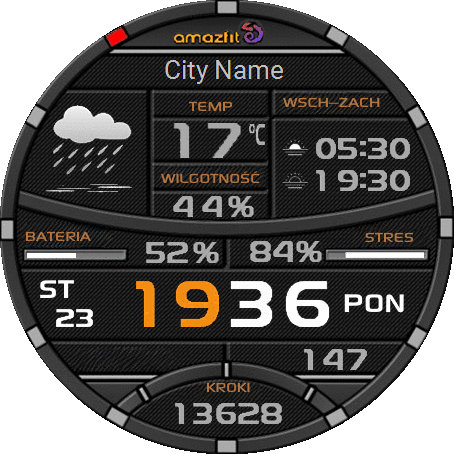 amazfit
City Name
TEMP
WSCH-ZACH
17°C
05:30
WILGOTNOŚĆ
19:30
44%
BATERIA
52%
84%
STRES
ST
23
1936
PON
147
KROKI
13628